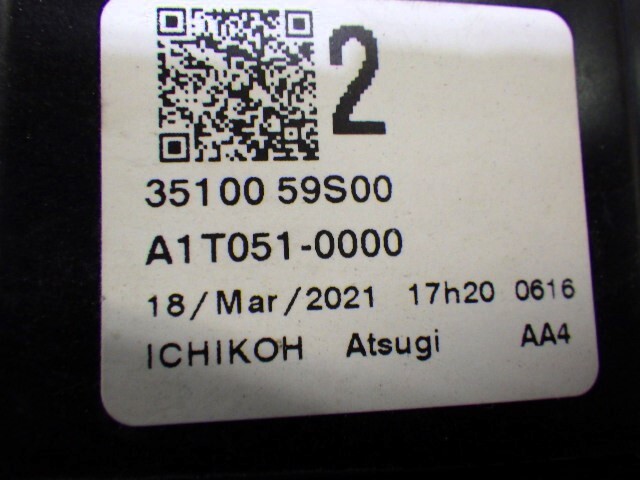 2
35100 59S00
A1T051-0000
18/Mar/2021 17h20 0616
ICHIKOH Atsugi AA4